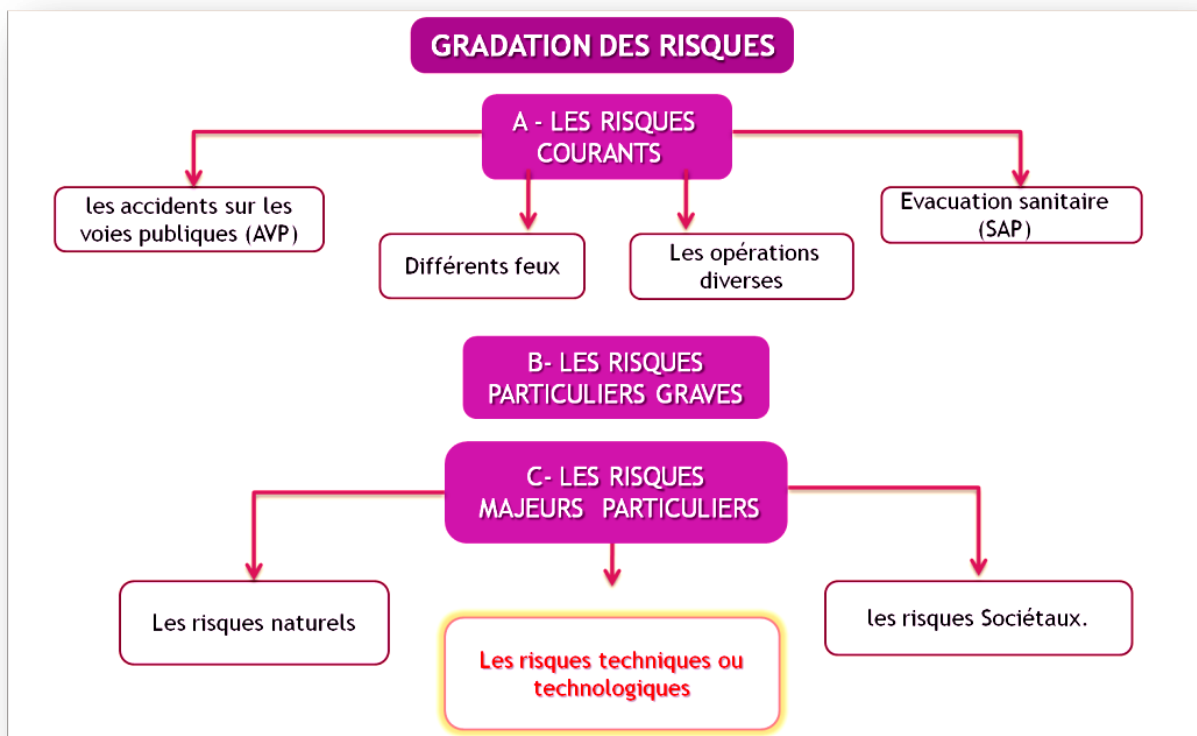 GRADATION DES RISQUES
A - LES RISQUES
COURANTS
les accidents sur les
voies publiques (AVP)
Différents feux
Les opérations
diverses
Evacuation sanitaire
(SAP)
B- LES RISQUES
PARTICULIERS GRAVES
C- LES RISQUES
MAJEURS PARTICULIERS
Les risques naturels
Les risques techniques ou
technologiques
les risques Sociétaux.